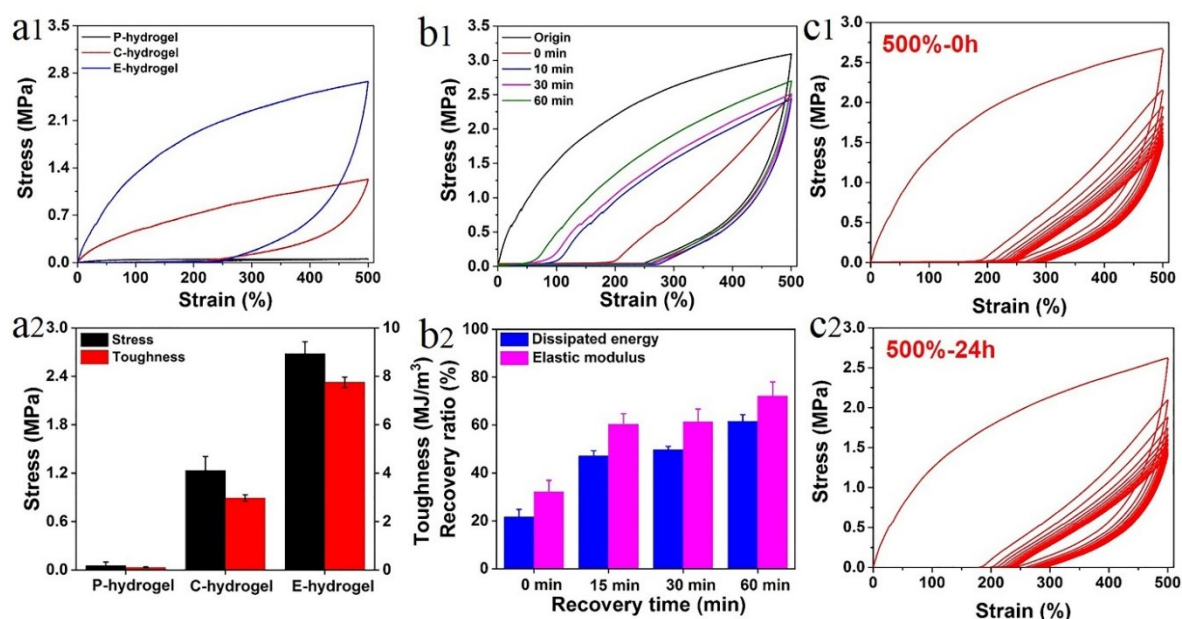 a1
3.5
2.8
2.1
1.4
0.7
0.0
Stress (MPa)
P-hydrogel
C-hydrogel
E-hydrogel
0 100 200 300 400 500
Strain (%)
b1
3.5
3.0
2.5
2.0
1.5
1.0
0.5
0.0
Stress (MPa)
Origin
0 min
10 min
30 min
60 min
0 100 200 300 400 500
Strain (%)
c1
3.0
2.5
2.0
1.5
1.0
0.5
0.0
Stress (MPa)
500%-0h
0 100 200 300 400 500
Strain (%)
a2
3.0
2.4
1.8
1.2
0.6
0.0
Stress (MPa)
Stress
Toughness
10
8
6
4
2
0
Toughness (MJ/m³)
P-hydrogel C-hydrogel E-hydrogel
b2
100
80
60
40
20
0
Recovery ratio (%)
Dissipated energy
Elastic modulus
0 min 15 min 30 min 60 min
Recovery time (min)
c2
3.0
2.5
2.0
1.5
1.0
0.5
0.0
Stress (MPa)
500%-24h
0 100 200 300 400 500
Strain (%)